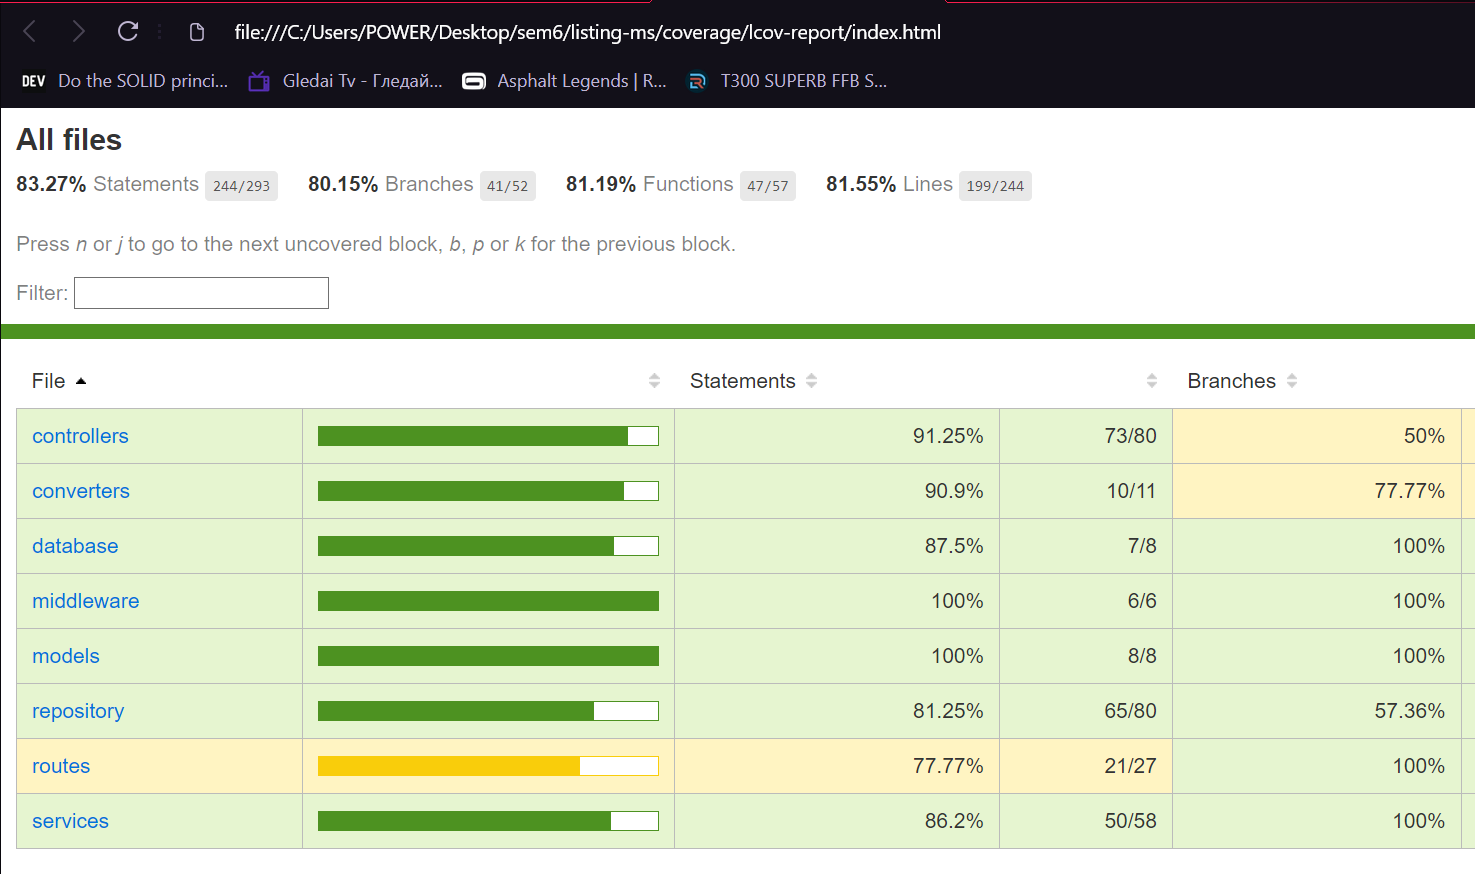 file:///C:/Users/POWER/Desktop/sem6/listing-ms/coverage/lcov-report/index.html
DEV Do the SOLID princi... Gledai Tv - Гледай... Asphalt Legends | R... T300 SUPERB FFB S...
All files
83.27% Statements 244/293 80.15% Branches 41/52 81.19% Functions 47/57 81.55% Lines 199/244
Press n or j to go to the next uncovered block, b, p or k for the previous block.
Filter:
File Statements Branches
controllers 91.25% 73/80 50%
converters 90.9% 10/11 77.77%
database 87.5% 7/8 100%
middleware 100% 6/6 100%
models 100% 8/8 100%
repository 81.25% 65/80 57.36%
routes 77.77% 21/27 100%
services 86.2% 50/58 100%